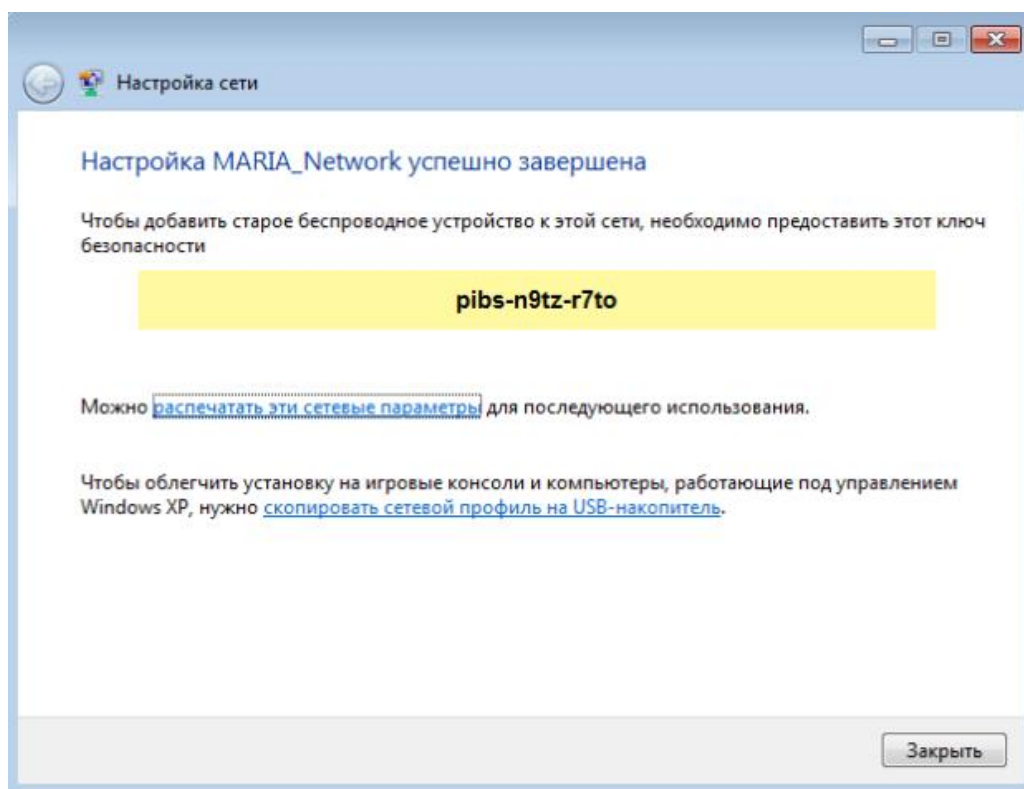 Настройка сети
Настройка MARIA_Network успешно завершена
Чтобы добавить старое беспроводное устройство к этой сети, необходимо предоставить этот ключ
безопасности
pibs-n9tz-r7to
Можно распечатать эти сетевые параметры для последующего использования.
Чтобы облегчить установку на игровые консоли и компьютеры, работающие под управлением
Windows XP, нужно скопировать сетевой профиль на USB-накопитель.
Закрыть